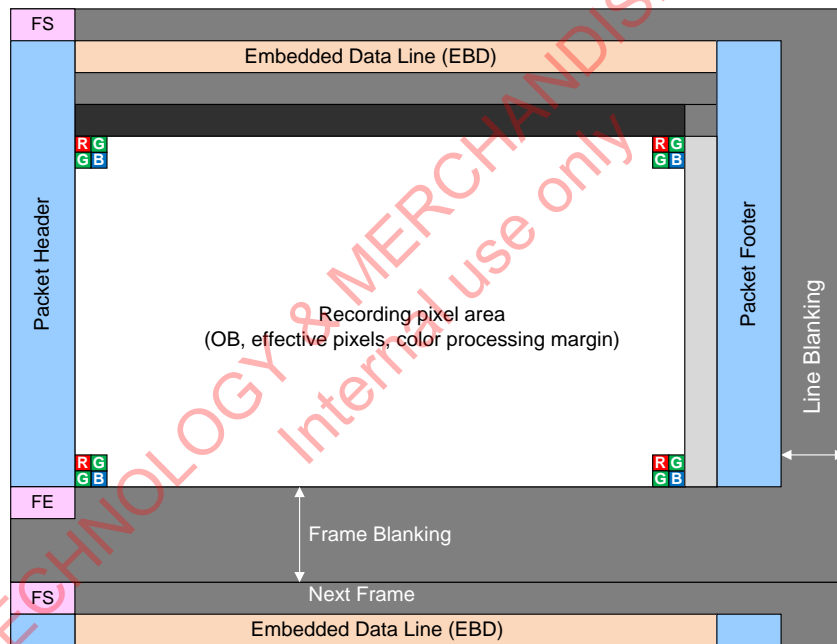 FS
Embedded Data Line (EBD)
R G
G B
R G
G B
Packet Header
Recording pixel area
(OB, effective pixels, color processing margin)
Packet Footer
Line Blanking
R G
G B
R G
G B
FE
Frame Blanking
FS
Next Frame
Embedded Data Line (EBD)
TECHNOLOGY & MERCHANDIS
Internal use only